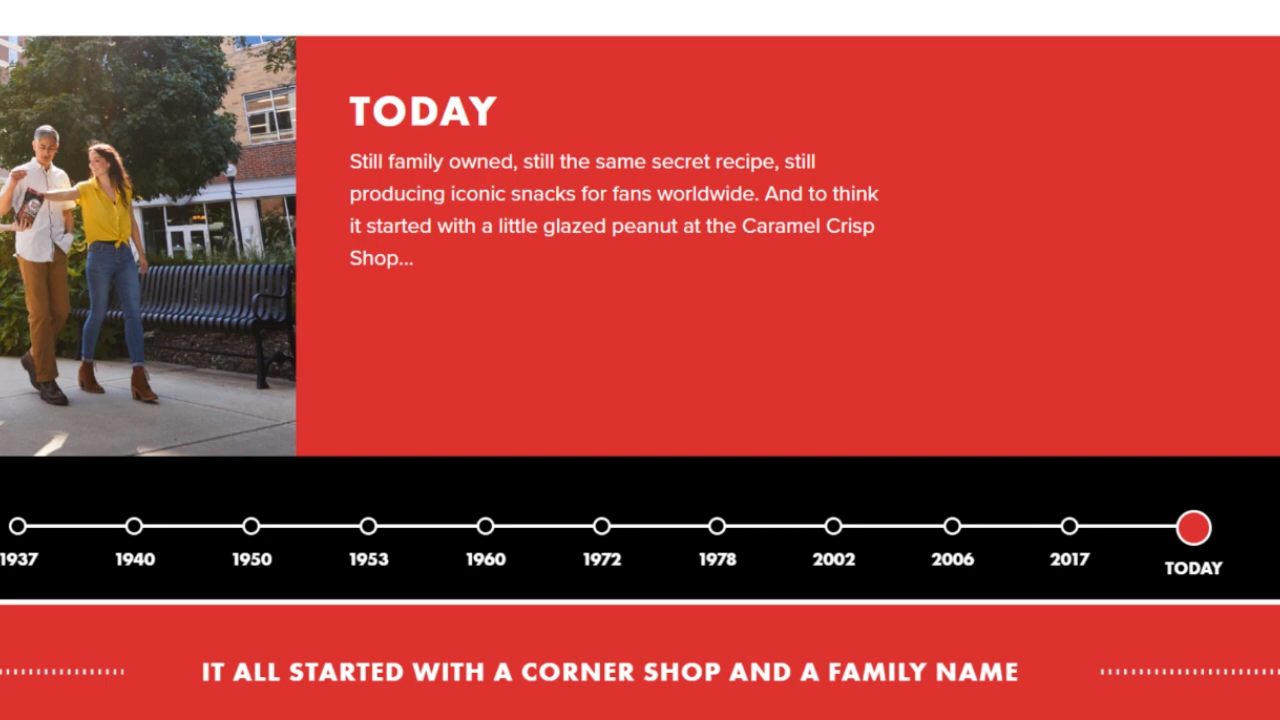 TODAY
Still family owned, still the same secret recipe, still
producing iconic snacks for fans worldwide. And to think
it started with a little glazed peanut at the Caramel Crisp
Shop...
1937 1940 1950 1953 1960 1972 1978 2002 2006 2017 TODAY
IT ALL STARTED WITH A CORNER SHOP AND A FAMILY NAME